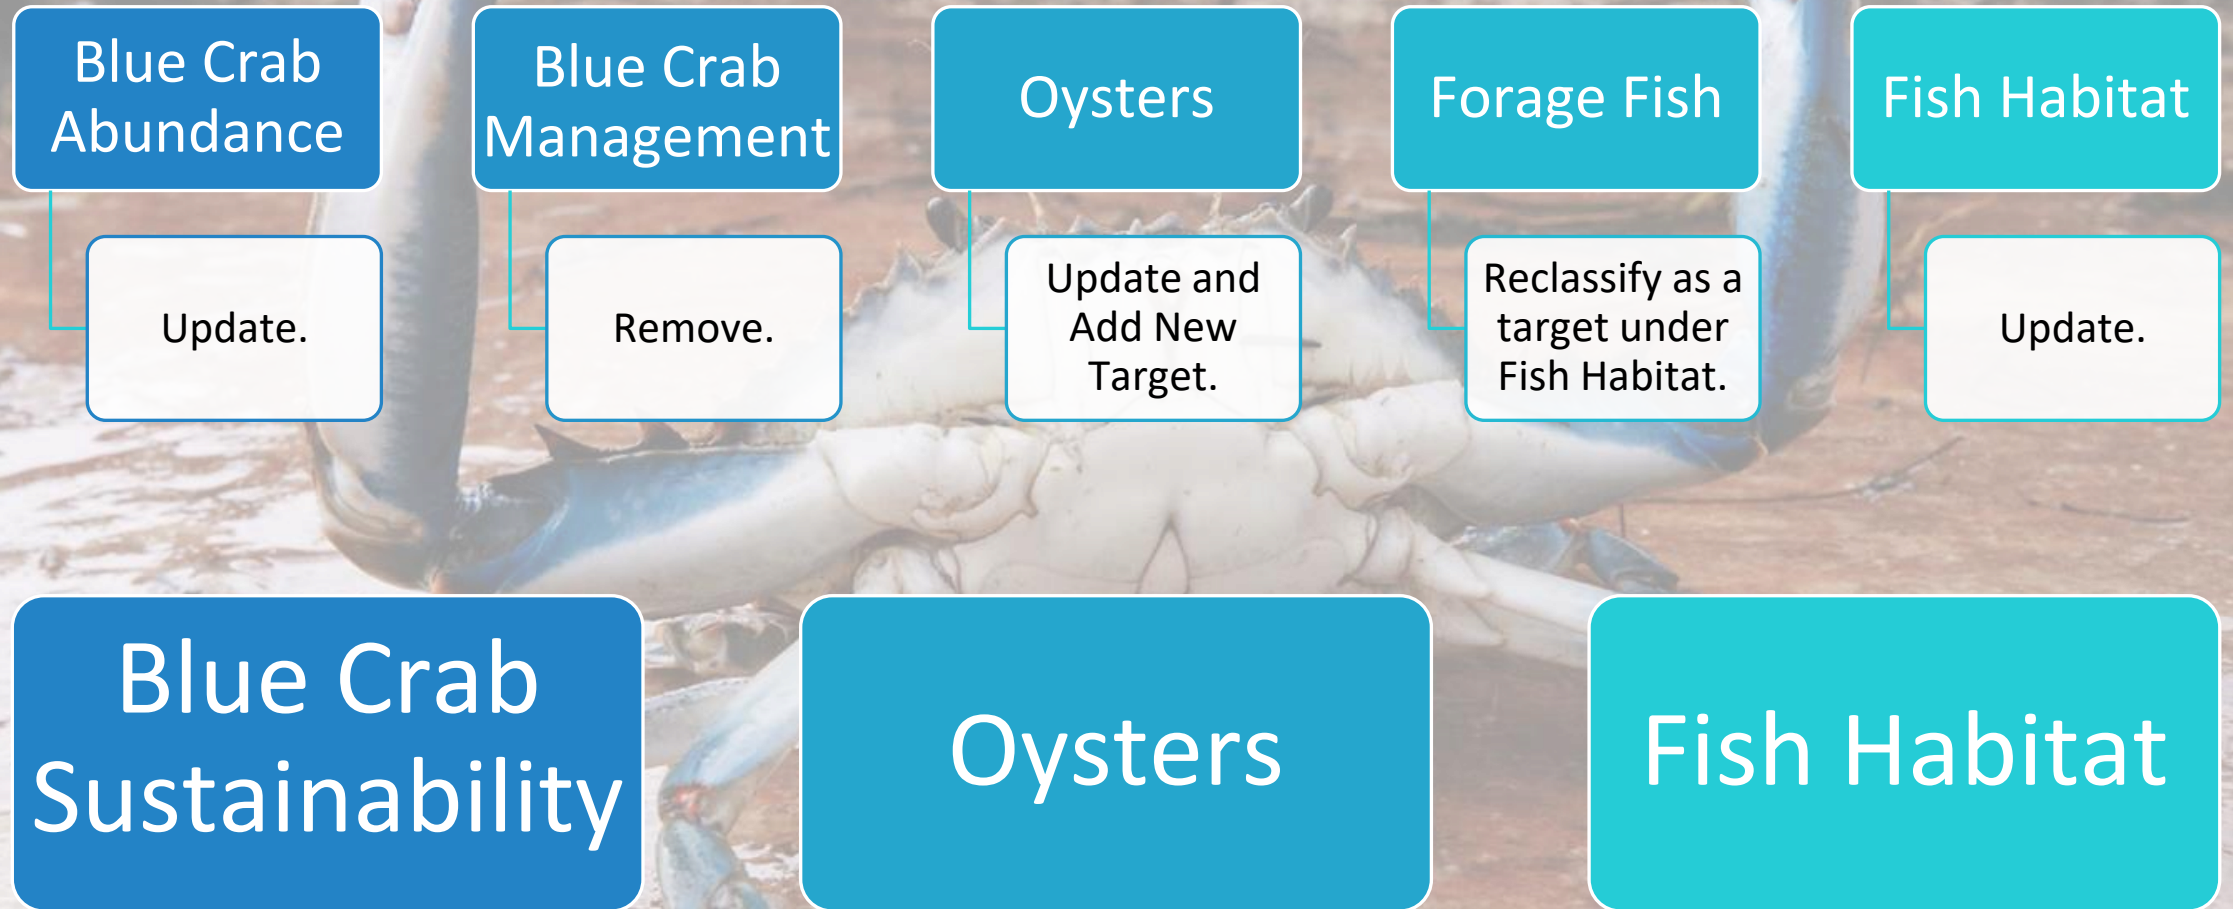 Blue Crab
Abundance
Update.
Blue Crab
Management
Remove.
Oysters
Update and
Add New
Target.
Forage Fish
Reclassify as a
target under
Fish Habitat.
Fish Habitat
Update.
Blue Crab
Sustainability
Oysters
Fish Habitat